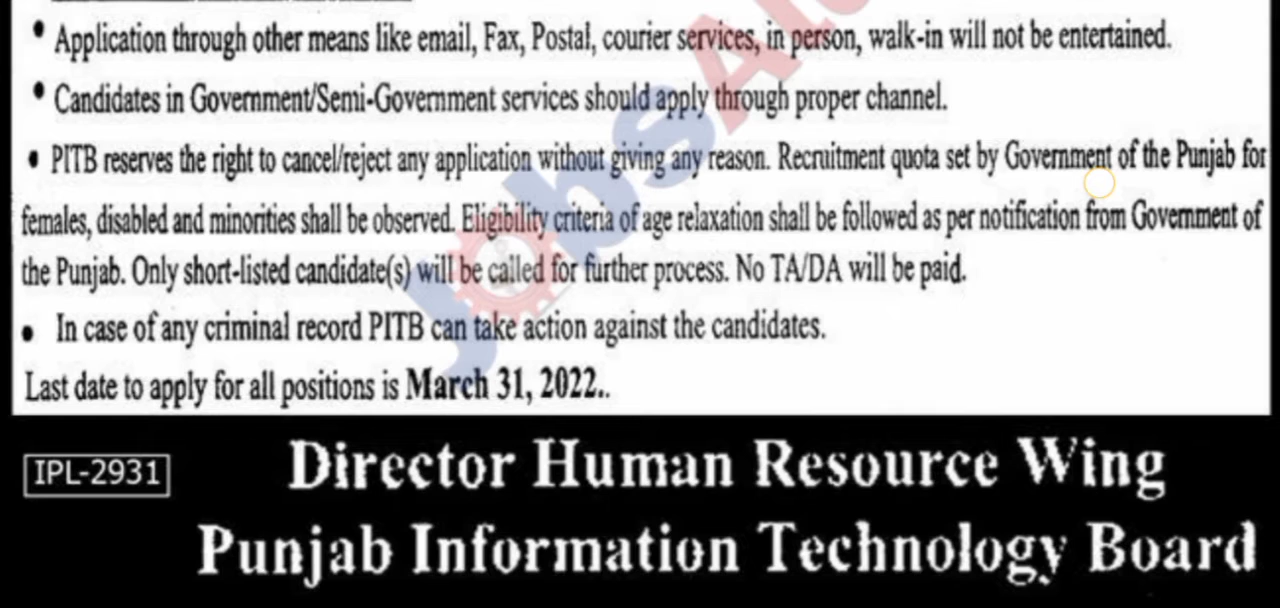 • Application through other means like email, Fax, Postal, courier services, in person, walk-in will not be entertained.
• Candidates in Government/Semi-Government services should apply through proper channel.
• PITB reserves the right to cancel/reject any application without giving any reason. Recruitment quota set by Government of the Punjab for
females, disabled and minorities shall be observed. Eligibility criteria of age relaxation shall be followed as per notification from Government of
the Punjab. Only short-listed candidate(s) will be called for further process. No TA/DA will be paid.
• In case of any criminal record PITB can take action against the candidates.
Last date to apply for all positions is March 31, 2022..
IPL-2931
Director Human Resource Wing
Punjab Information Technology Board